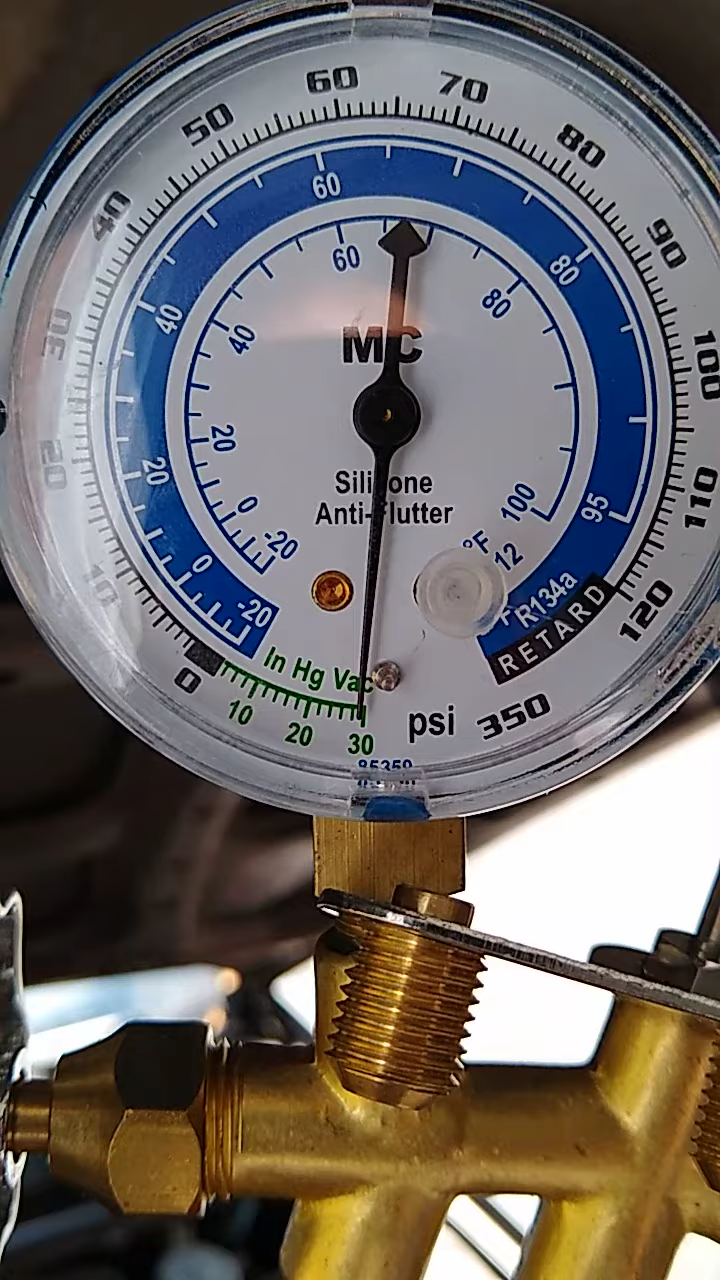 60 70
50 80
40 90
30 100
20 110
10 120
0 350
60
40 80
20
0 95
-20
60
40 80
20
0 100
-20
MC
Silicone
Anti-Flutter
°F
12
R134a
RETARD
In Hg Vac
10 20 30
psi